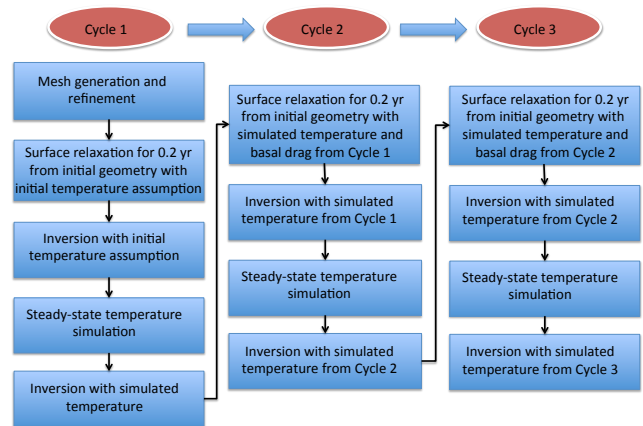 Cycle 1
Cycle 2
Cycle 3
Mesh generation and
refinement
Surface relaxation for 0.2 yr
from initial geometry with
initial temperature assumption
Inversion with initial
temperature assumption
Steady-state temperature
simulation
Inversion with simulated
temperature
Surface relaxation for 0.2 yr
from initial geometry with
simulated temperature and
basal drag from Cycle 1
Inversion with simulated
temperature from Cycle 1
Steady-state temperature
simulation
Inversion with simulated
temperature from Cycle 2
Surface relaxation for 0.2 yr
from initial geometry with
simulated temperature and
basal drag from Cycle 2
Inversion with simulated
temperature from Cycle 2
Steady-state temperature
simulation
Inversion with simulated
temperature from Cycle 3